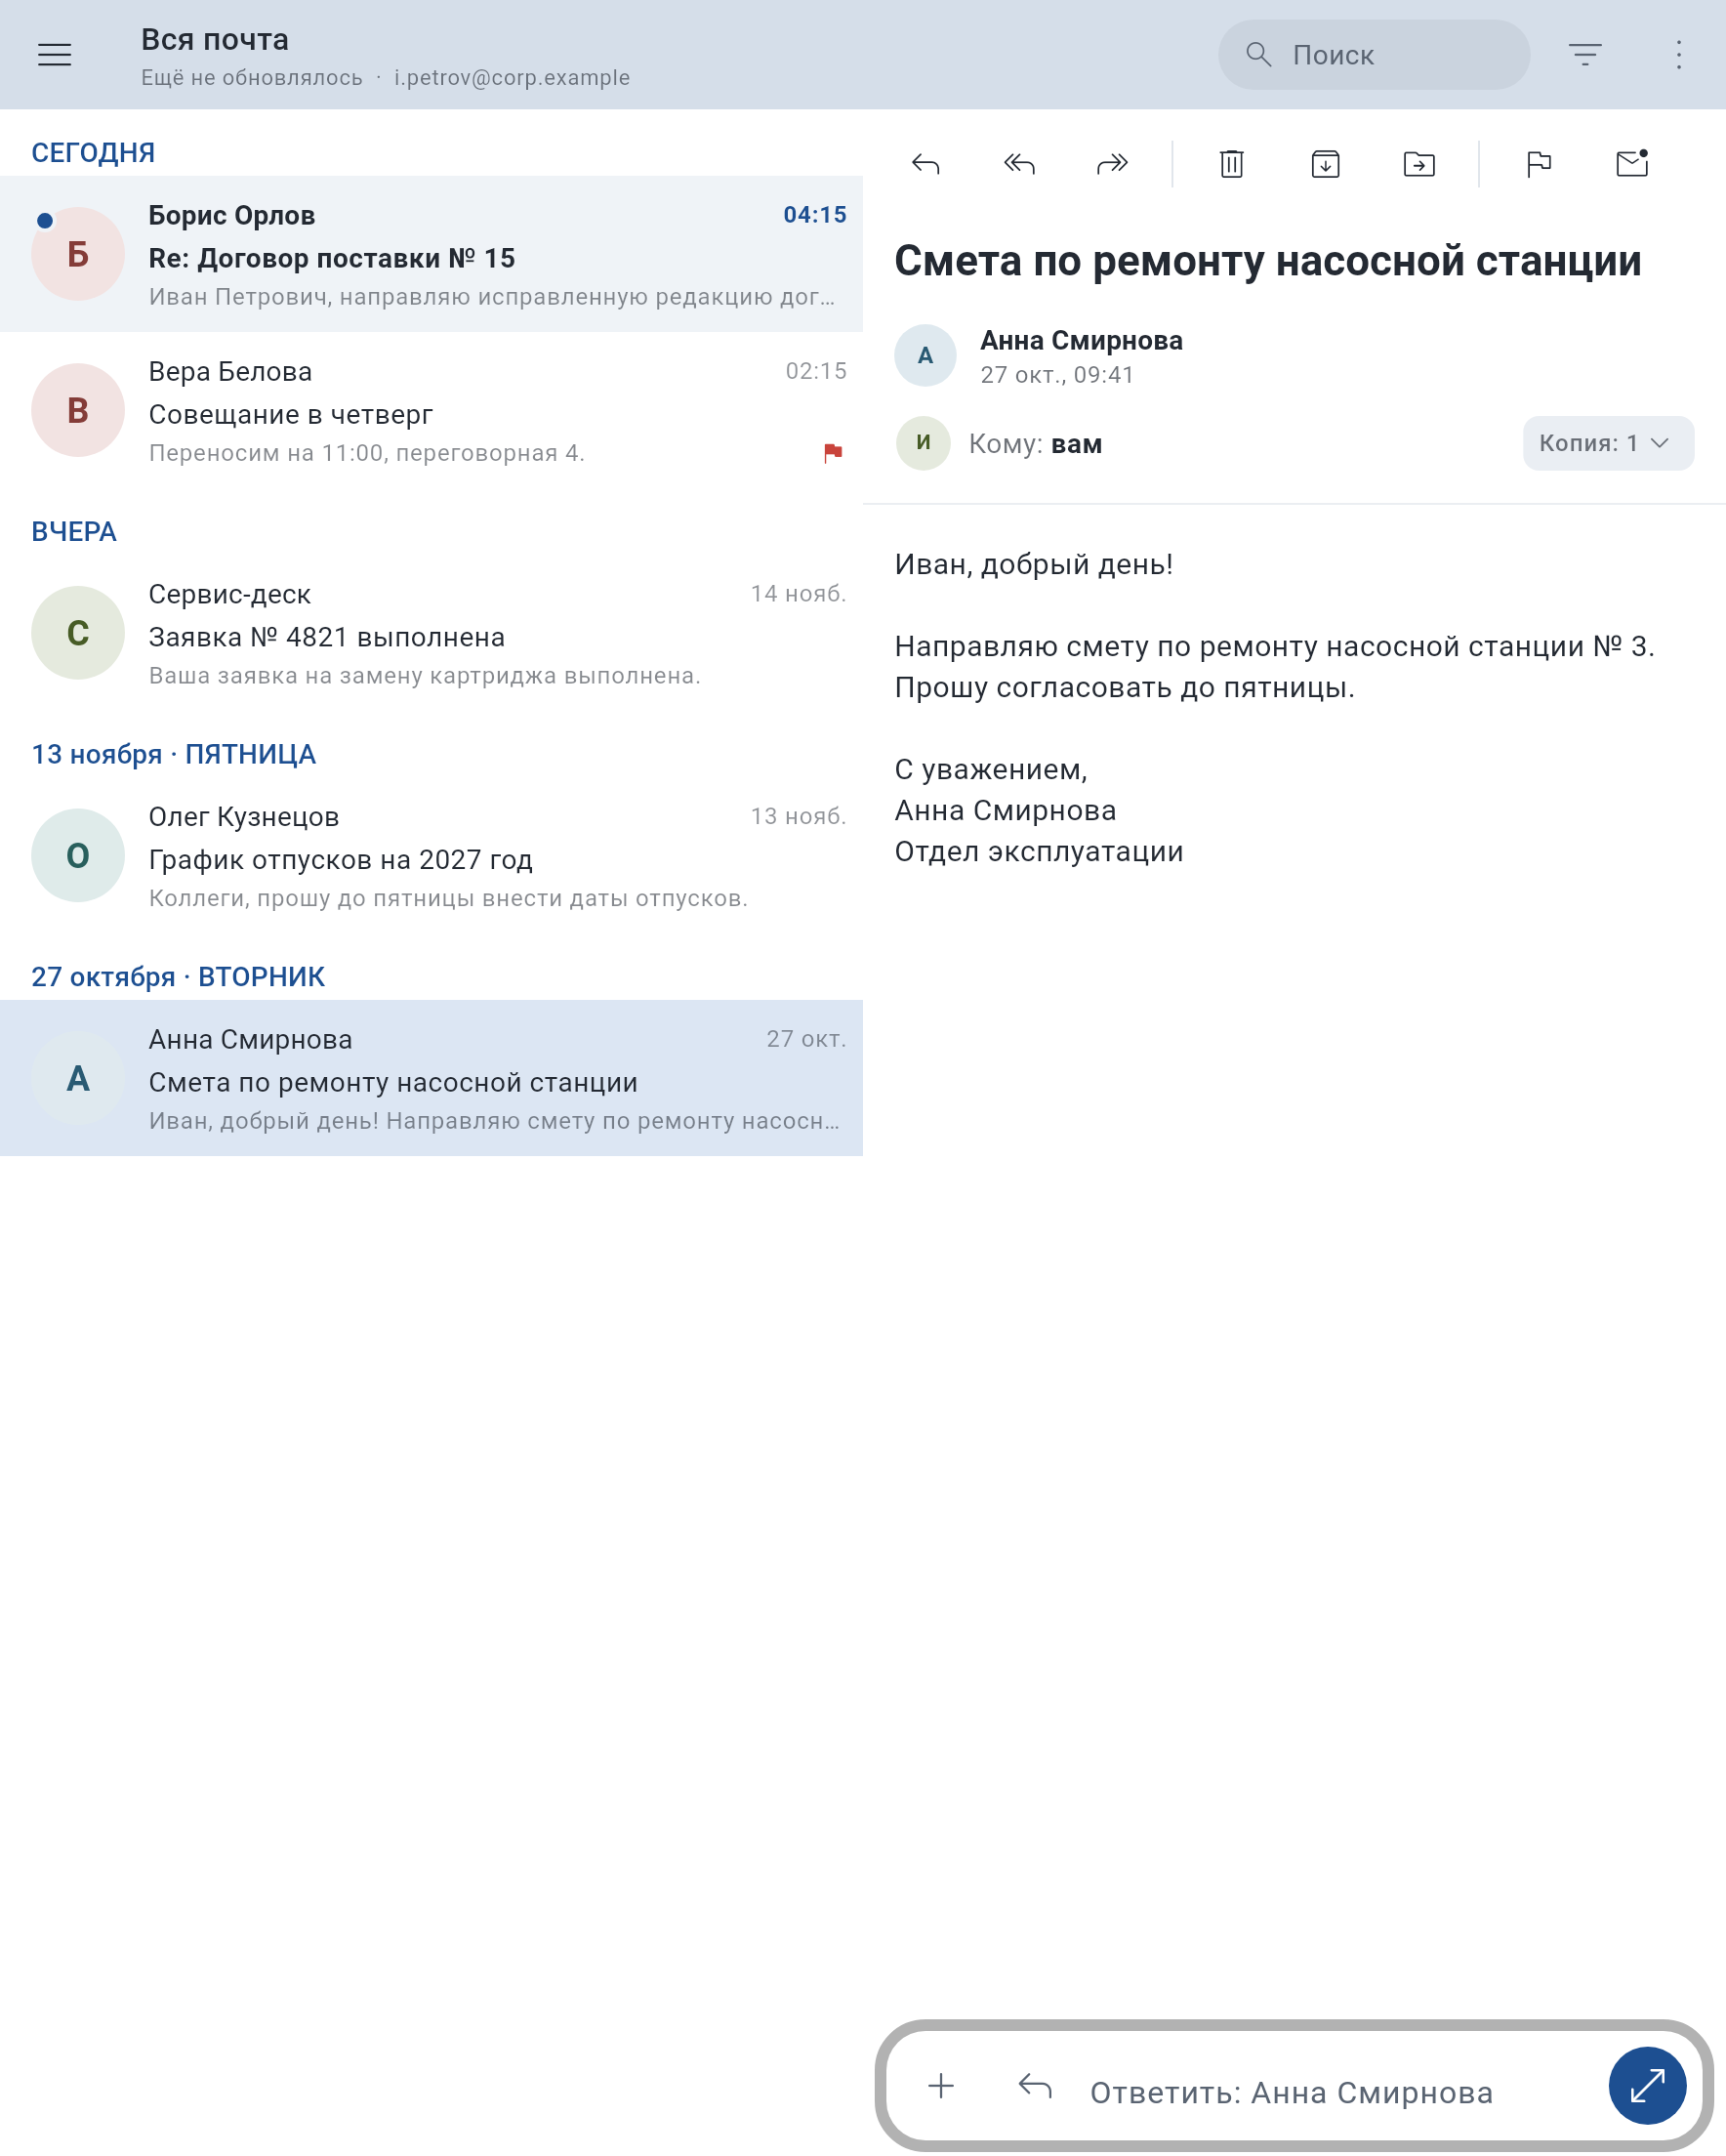 Вся почта
Ещё не обновлялось · i.petrov@corp.example
Поиск
СЕГОДНЯ
Б
Борис Орлов
04:15
Re: Договор поставки № 15
Иван Петрович, направляю исправленную редакцию дог…
В
Вера Белова
02:15
Совещание в четверг
Переносим на 11:00, переговорная 4.
ВЧЕРА
С
Сервис-деск
14 нояб.
Заявка № 4821 выполнена
Ваша заявка на замену картриджа выполнена.
13 ноября · ПЯТНИЦА
О
Олег Кузнецов
13 нояб.
График отпусков на 2027 год
Коллеги, прошу до пятницы внести даты отпусков.
27 октября · ВТОРНИК
А
Анна Смирнова
27 окт.
Смета по ремонту насосной станции
Иван, добрый день! Направляю смету по ремонту насосн…
Смета по ремонту насосной станции
А
Анна Смирнова
27 окт., 09:41
И
Кому: вам
Копия: 1
Иван, добрый день!
Направляю смету по ремонту насосной станции № 3.
Прошу согласовать до пятницы.
С уважением,
Анна Смирнова
Отдел эксплуатации
Ответить: Анна Смирнова